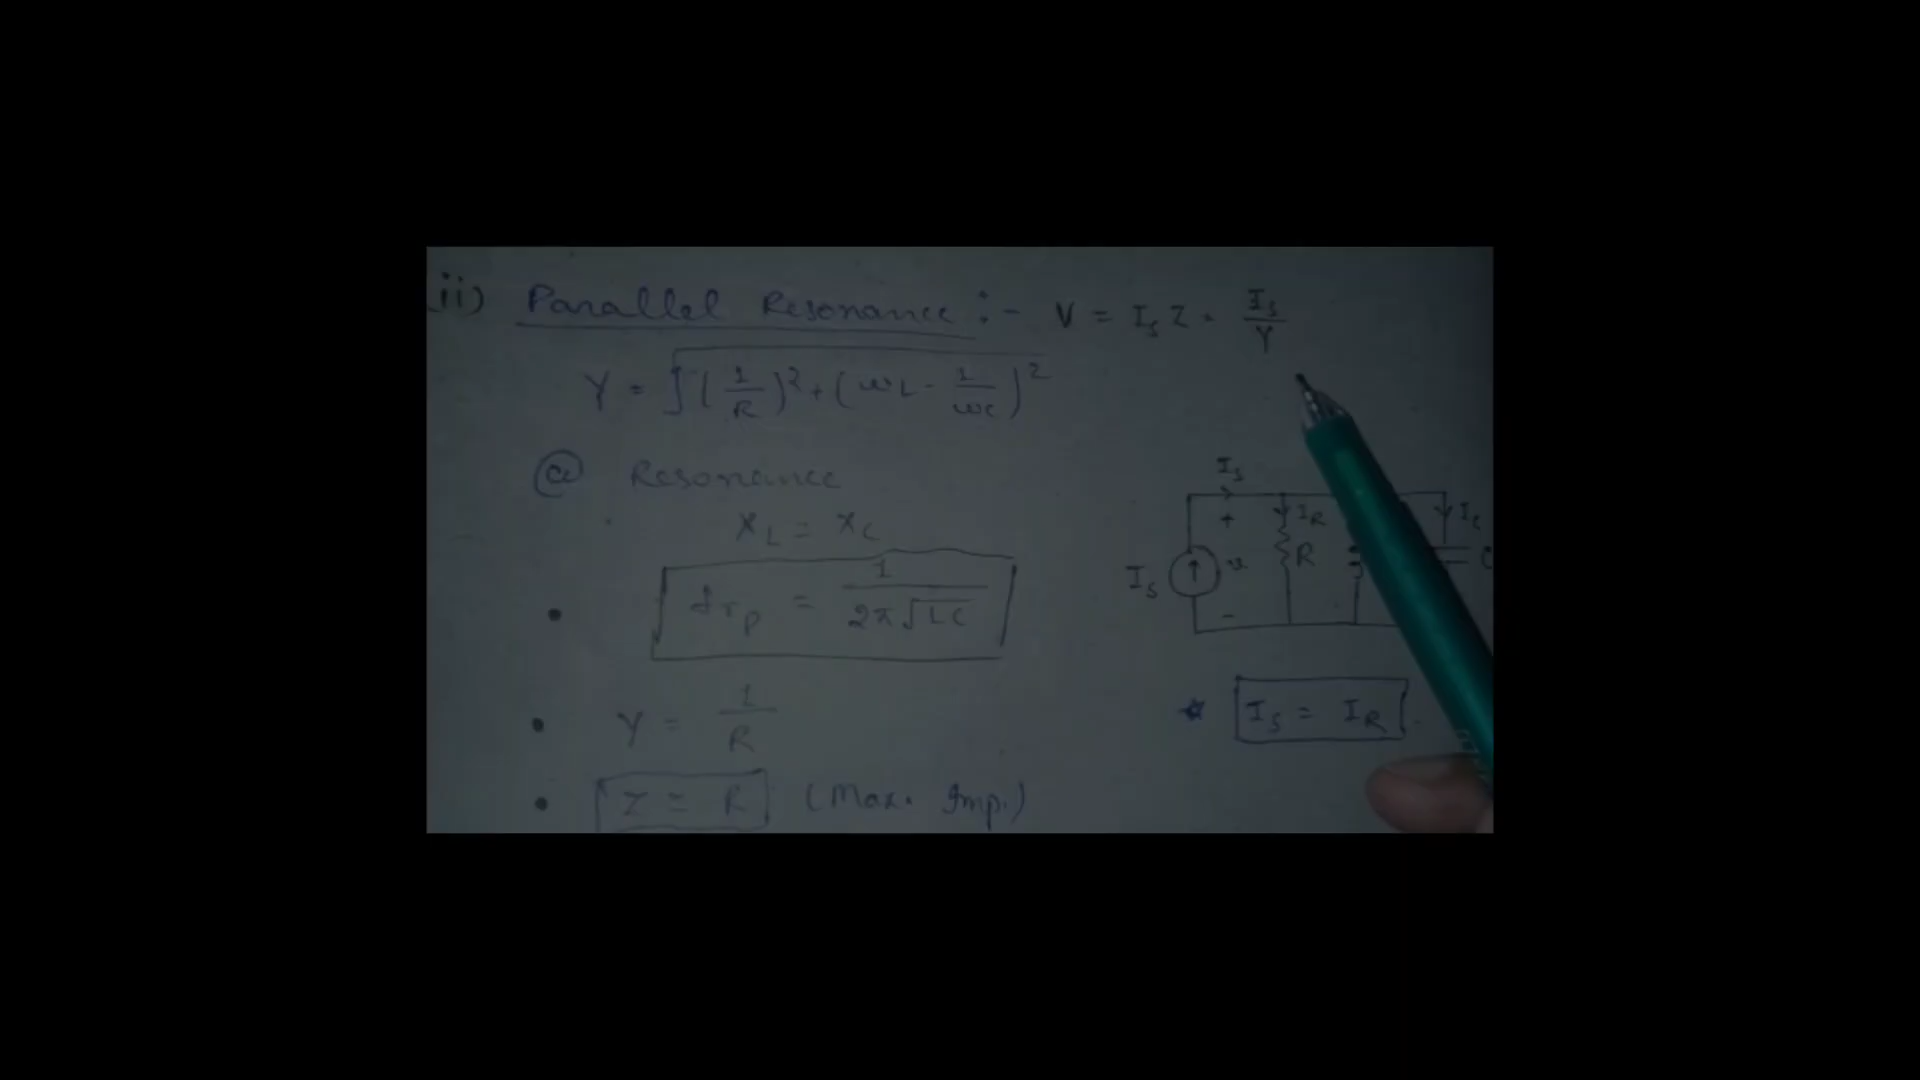 ii) Parallel Resonance :- V = I_s Z = I_s/Y
Y = √((1/R)² + (ωL - 1/ωC)²)
@ Resonance
X_L = X_C
• f_rp = 1/(2π√LC)
• Y = 1/R
• Z = R (Max. Imp.)
I_s
+ I_R I_C
I_s ↑ v R C
-
* I_s = I_R